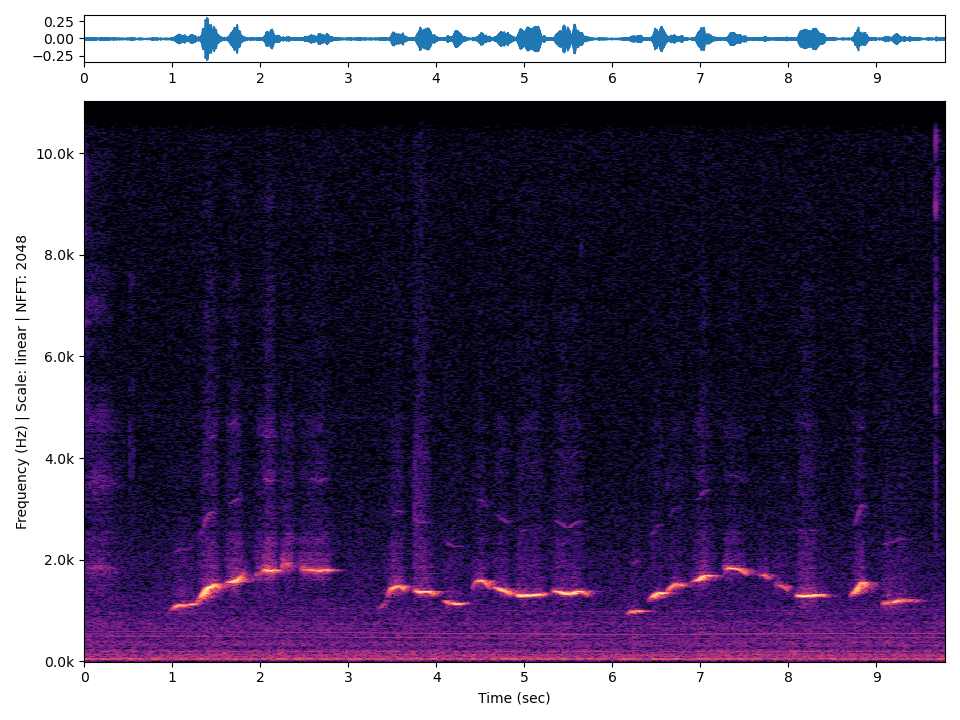 0.25
0.00
−0.25
0 1 2 3 4 5 6 7 8 9
10.0k
8.0k
6.0k
4.0k
2.0k
0.0k
Frequency (Hz) | Scale: linear | NFFT: 2048
0 1 2 3 4 5 6 7 8 9
Time (sec)